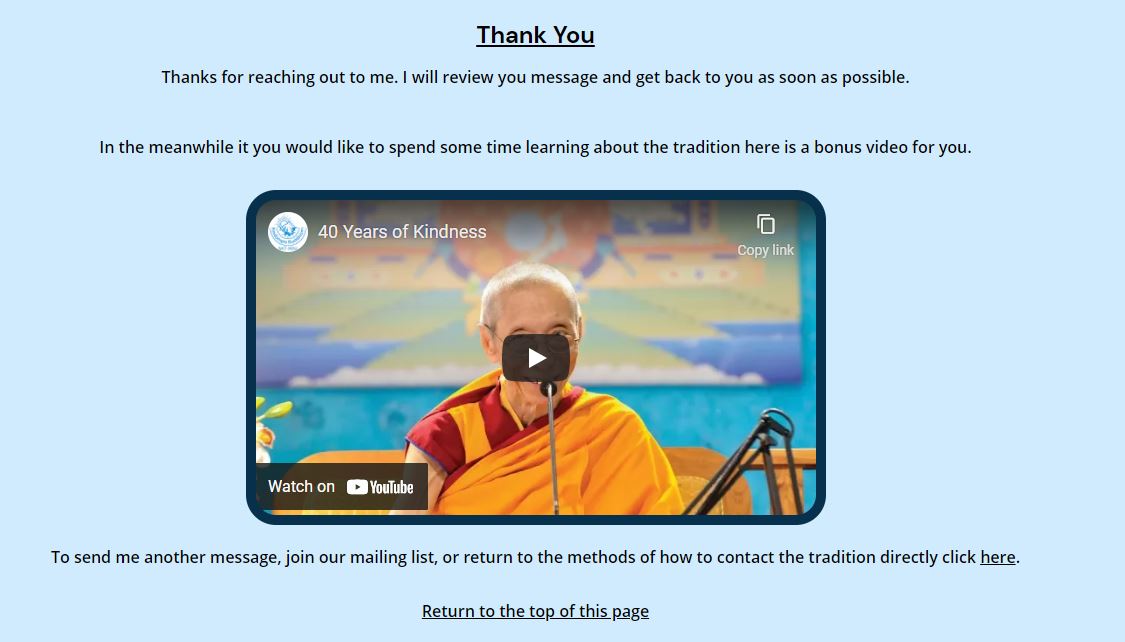 Thank You
Thanks for reaching out to me. I will review you message and get back to you as soon as possible.
In the meanwhile it you would like to spend some time learning about the tradition here is a bonus video for you.
40 Years of Kindness
Copy link
Watch on YouTube
To send me another message, join our mailing list, or return to the methods of how to contact the tradition directly click here.
Return to the top of this page